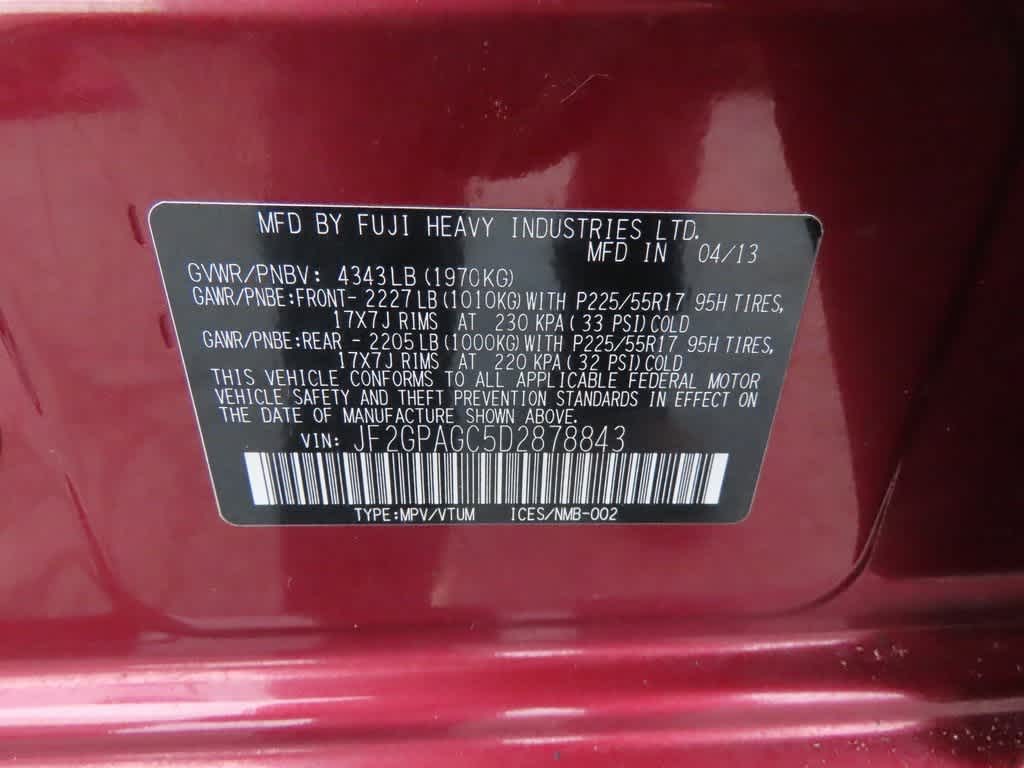 MFD BY FUJI HEAVY INDUSTRIES LTD.
MFD IN 04/13
GVWR/PNBV: 4343LB (1970KG)
GAWR/PNBE:FRONT- 2227 LB (1010KG) WITH P225/55R17 95H TIRES,
17X7J RIMS AT 230 KPA ( 33 PSI) COLD
GAWR/PNBE:REAR - 2205 LB (1000KG) WITH P225/55R17 95H TIRES,
17X7J RIMS AT 220 KPA ( 32 PSI) COLD
THIS VEHICLE CONFORMS TO ALL APPLICABLE FEDERAL MOTOR
VEHICLE SAFETY AND THEFT PREVENTION STANDARDS IN EFFECT ON
THE DATE OF MANUFACTURE SHOWN ABOVE.
VIN: JF2GPAGC5D2878843
TYPE:MPV/VTUM ICES/NMB-002